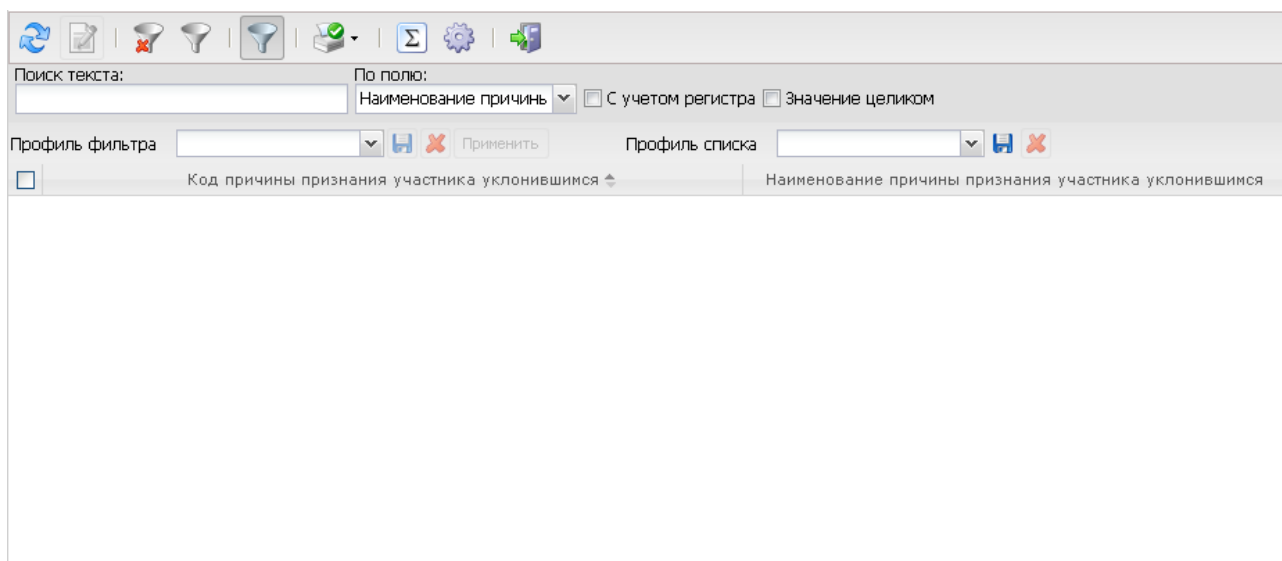 Поиск текста: По полю:
Наименование причинь С учетом регистра Значение целиком
Профиль фильтра Применить Профиль списка
Код причины признания участника уклонившимся Наименование причины признания участника уклонившимся